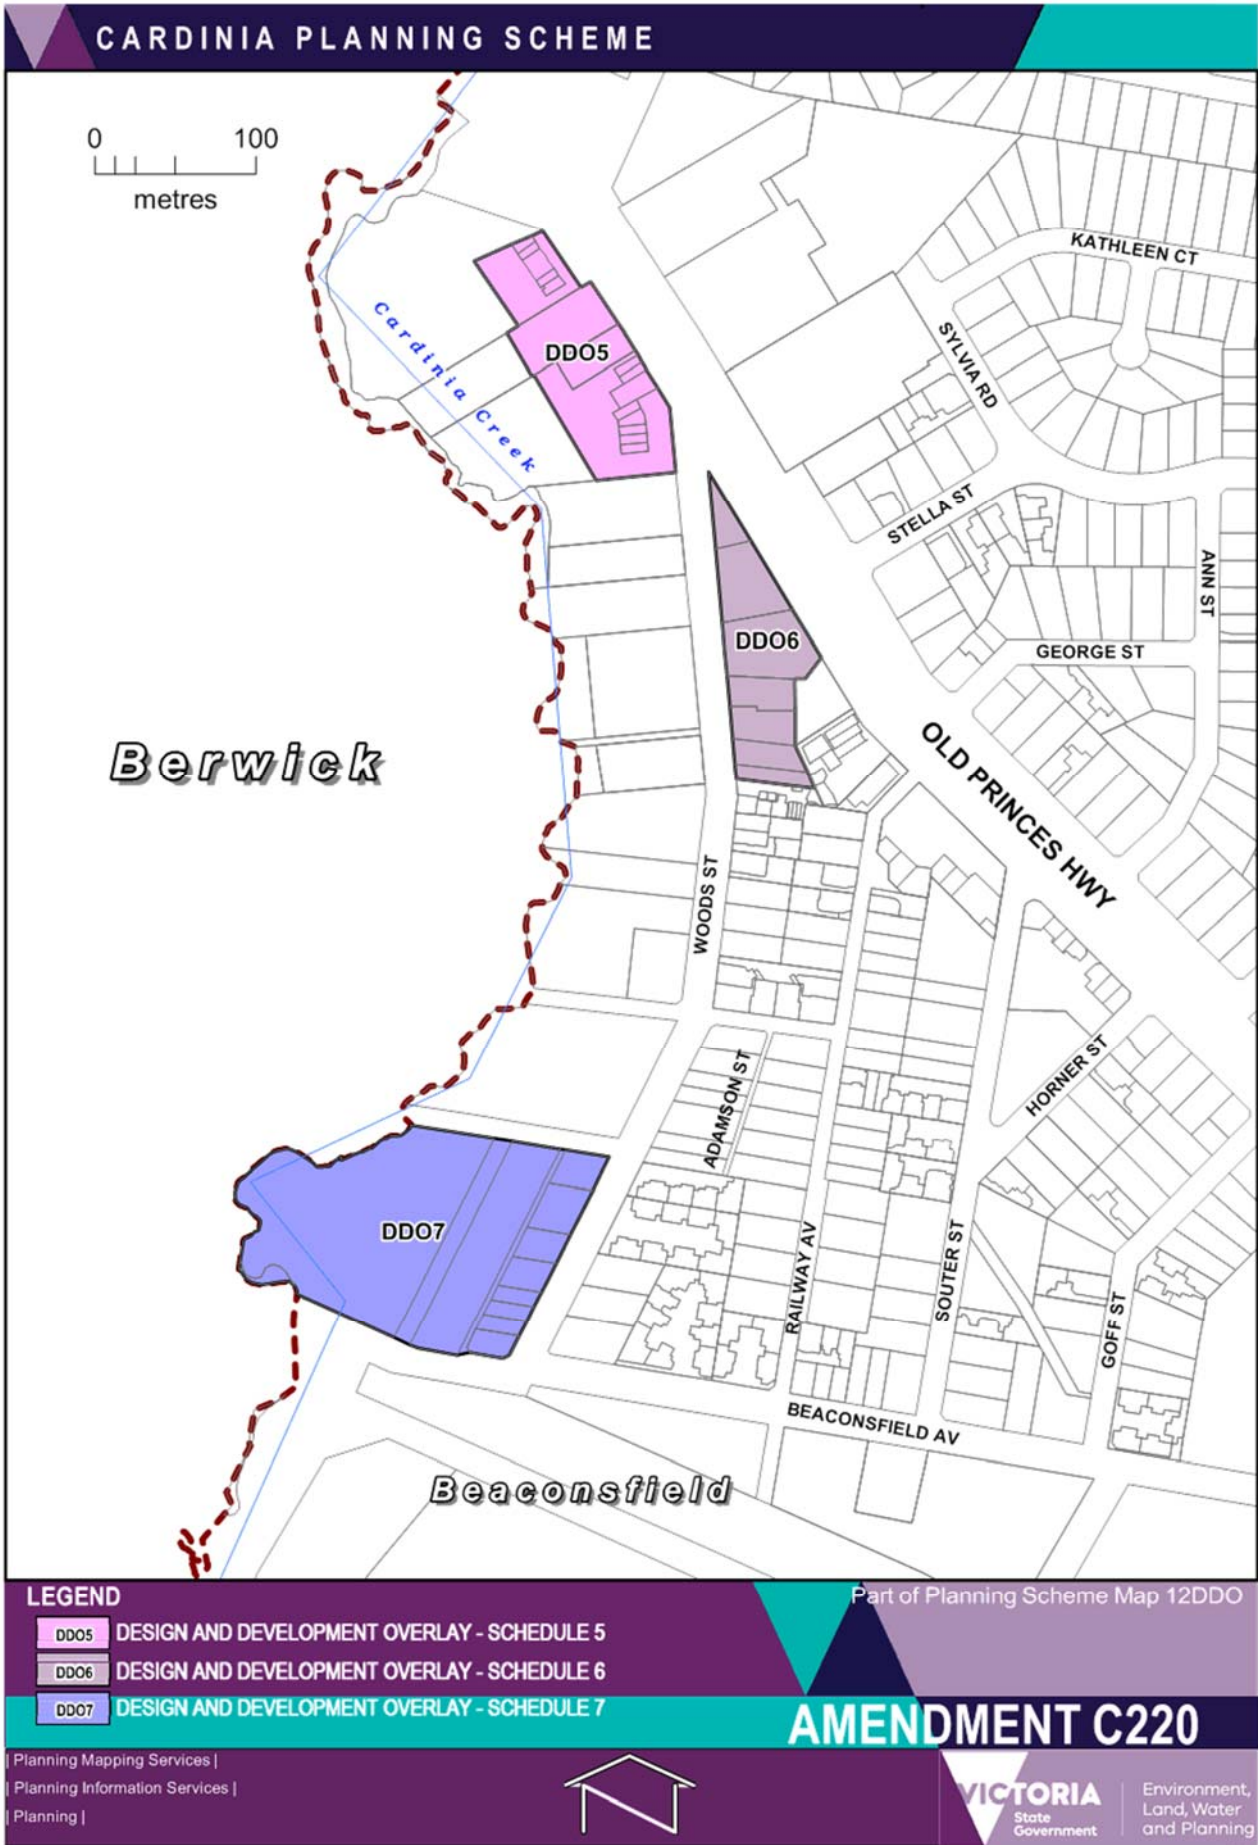 CARDINIA PLANNING SCHEME
0 100
metres
KATHLEEN CT
Cardinia Creek
SYLVIA RD
DDO5
STELLA ST
ANN ST
DDO6
GEORGE ST
OLD PRINCES HWY
Berwick
WOODS ST
HORNER ST
ADAMSON ST
DDO7
RAILWAY AV
SOUTER ST
GOFF ST
BEACONSFIELD AV
Beaconsfield
LEGEND
Part of Planning Scheme Map 12DDO
DDO5 DESIGN AND DEVELOPMENT OVERLAY - SCHEDULE 5
DDO6 DESIGN AND DEVELOPMENT OVERLAY - SCHEDULE 6
DDO7 DESIGN AND DEVELOPMENT OVERLAY - SCHEDULE 7
AMENDMENT C220
| Planning Mapping Services |
| Planning Information Services |
| Planning |
N
VICTORIA
State
Government
Environment,
Land, Water
and Planning